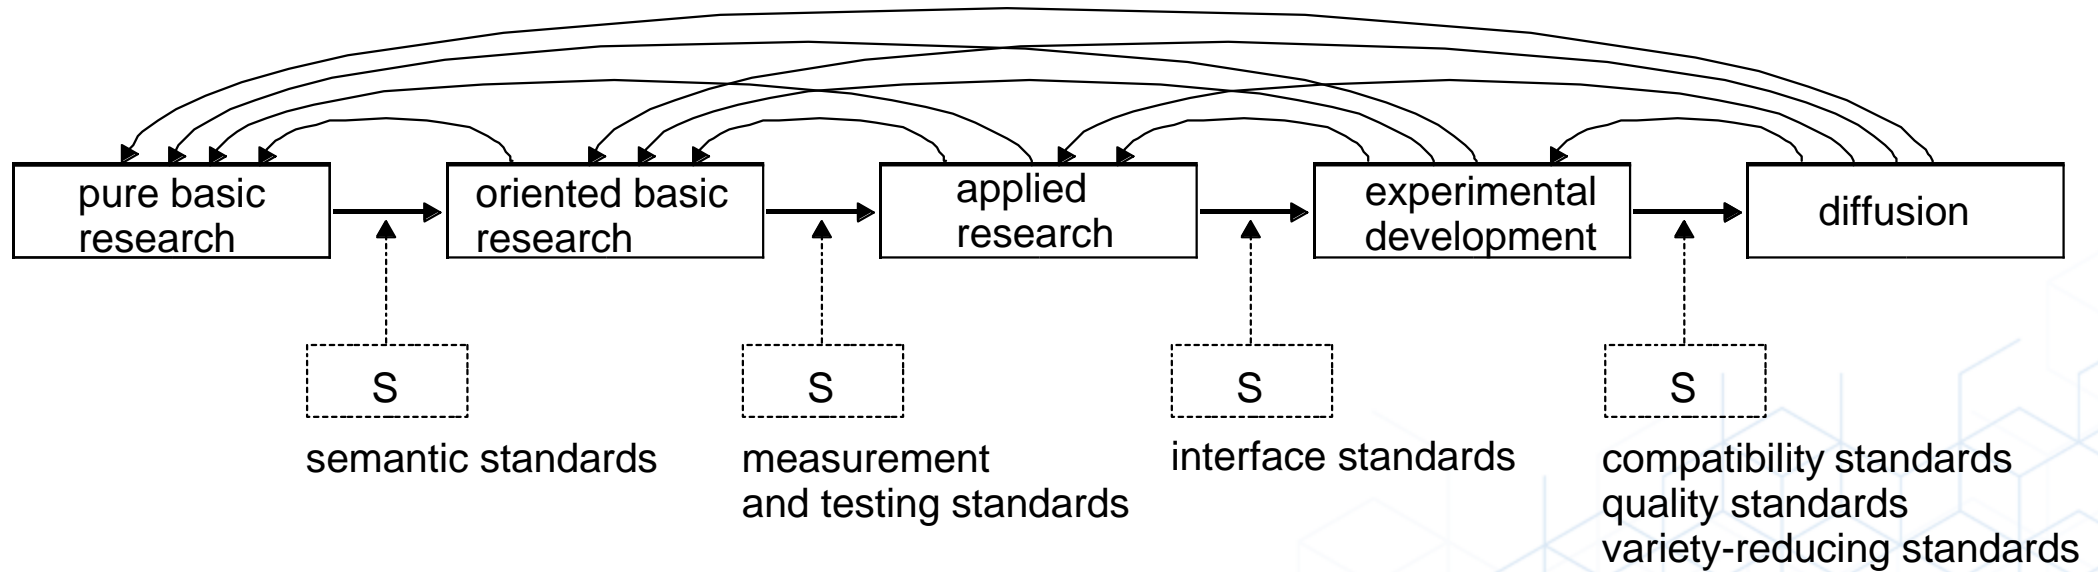 pure basic
research
oriented basic
research
applied
research
experimental
development
diffusion
S
S
S
S
semantic standards
measurement
and testing standards
interface standards
compatibility standards
quality standards
variety-reducing standards